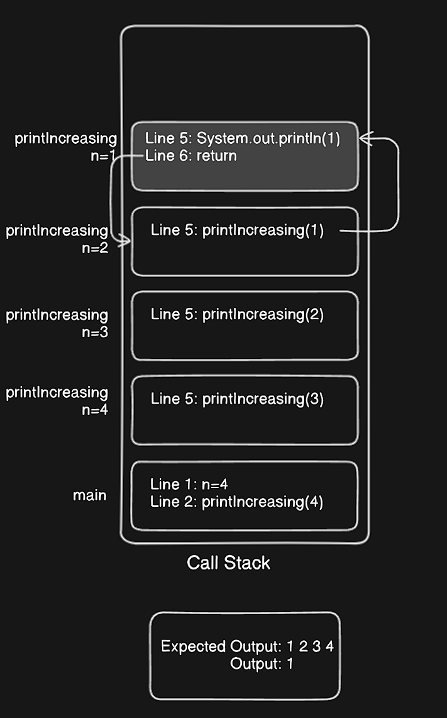 printIncreasing
n=1
Line 5: System.out.println(1)
Line 6: return
printIncreasing
n=2
Line 5: printIncreasing(1)
printIncreasing
n=3
Line 5: printIncreasing(2)
printIncreasing
n=4
Line 5: printIncreasing(3)
main
Line 1: n=4
Line 2: printIncreasing(4)
Call Stack
Expected Output: 1 2 3 4
Output: 1